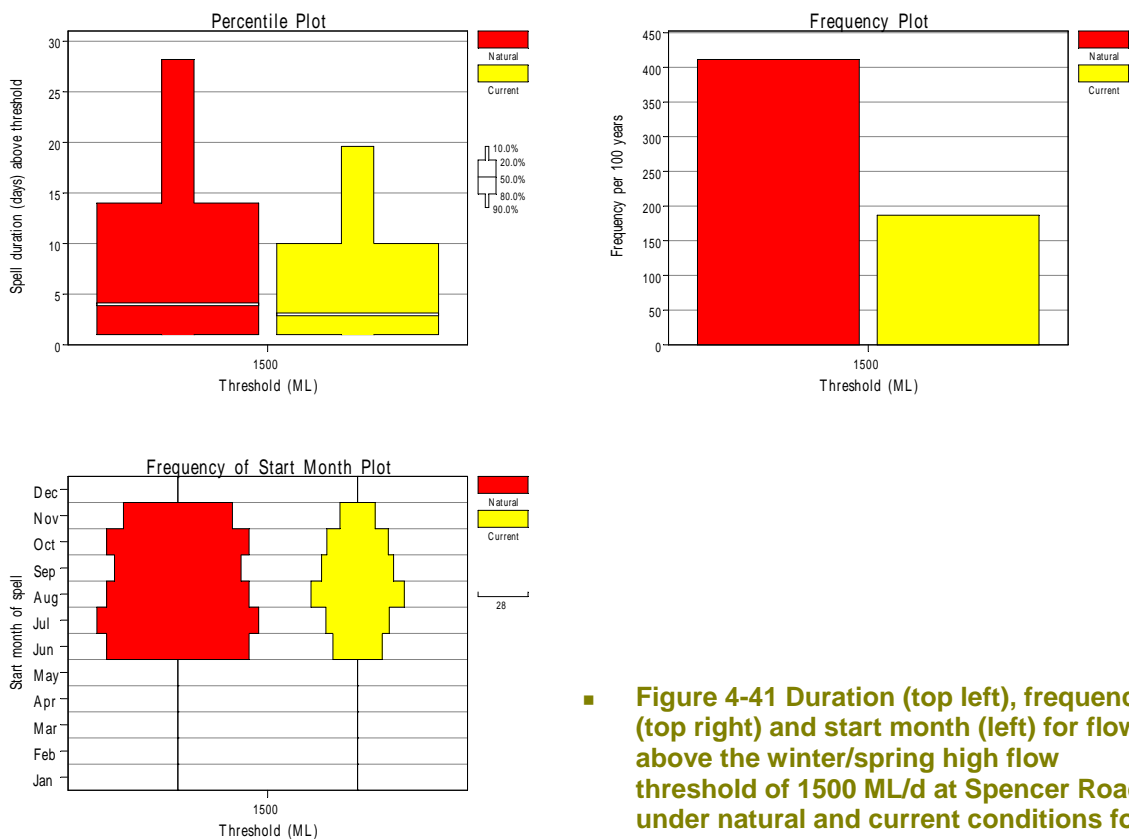 Percentile Plot
30
25
20
15
10
5
0
Spell duration (days) above threshold
1500
Threshold (ML)
Natural
Current
10.0%
20.0%
50.0%
80.0%
90.0%
Frequency Plot
450
400
350
300
250
200
150
100
50
0
Frequency per 100 years
1500
Threshold (ML)
Natural
Current
Frequency of Start Month Plot
Dec
Nov
Oct
Sep
Aug
Jul
Jun
May
Apr
Mar
Feb
Jan
Start month of spell
1500
Threshold (ML)
Natural
Current
28
▪ Figure 4-41 Duration (top left), frequenc
(top right) and start month (left) for flow
above the winter/spring high flow
threshold of 1500 ML/d at Spencer Roa
under natural and current conditions fo